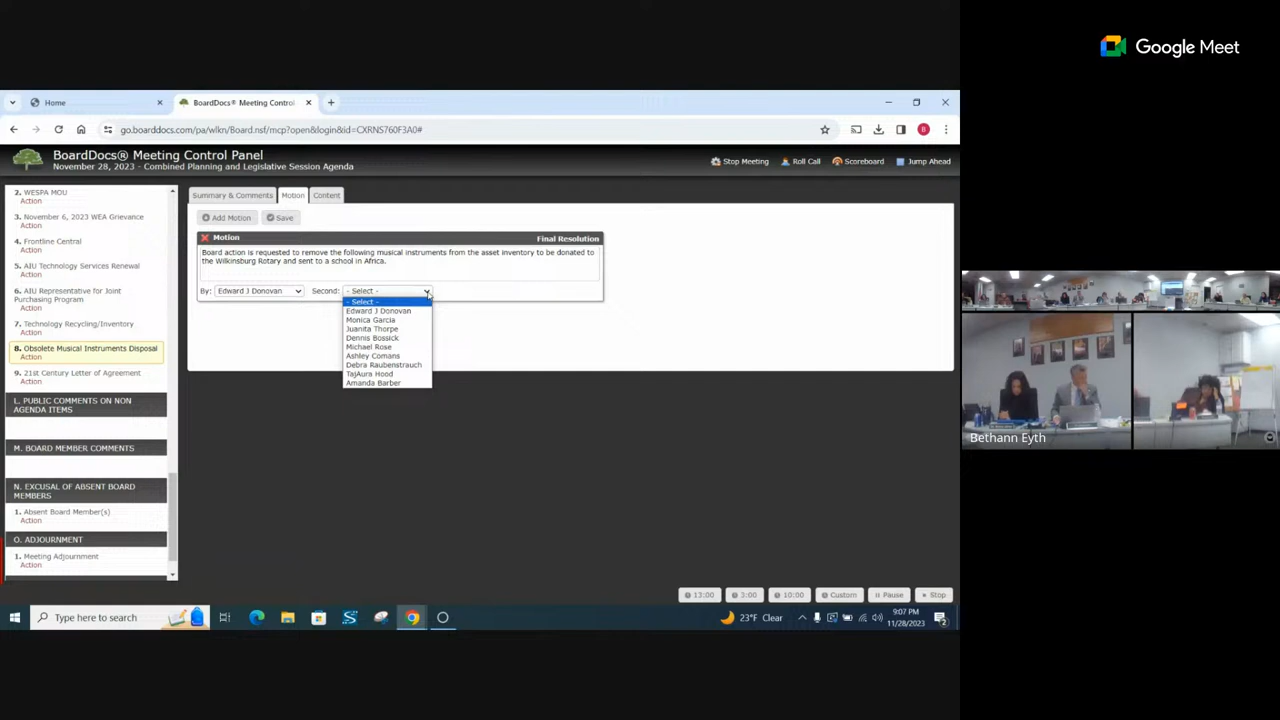 Google Meet
Home
BoardDocs® Meeting Control
go.boarddocs.com/pa/wlkn/Board.nsf/mcp?open&login&id=CXRNS760F3A0#
B
BoardDocs® Meeting Control Panel
November 28, 2023 - Combined Planning and Legislative Session Agenda
Stop Meeting
Roll Call
Scoreboard
Jump Ahead
2. WESPA MOU
Action
3. November 6, 2023 WEA Grievance
Action
4. Frontline Central
Action
5. AIU Technology Services Renewal
Action
6. AIU Representative for Joint
Purchasing Program
Action
7. Technology Recycling/Inventory
Action
8. Obsolete Musical Instruments Disposal
Action
9. 21st Century Letter of Agreement
Action
L. PUBLIC COMMENTS ON NON
AGENDA ITEMS
M. BOARD MEMBER COMMENTS
N. EXCUSAL OF ABSENT BOARD
MEMBERS
1. Absent Board Member(s)
Action
O. ADJOURNMENT
1. Meeting Adjournment
Action
Summary & Comments
Motion
Content
Add Motion
Save
Motion
Final Resolution
Board action is requested to remove the following musical instruments from the asset inventory to be donated to
the Wilkinsburg Rotary and sent to a school in Africa.
By: Edward J Donovan
Second: - Select -
- Select -
Edward J Donovan
Monica Garcia
Juanita Thorpe
Dennis Bossick
Michael Rose
Ashley Comans
Debra Raubenstrauch
TajAura Hood
Amanda Barber
Bethann Eyth
13:00
3:00
10:00
Custom
Pause
Stop
Type here to search
23°F Clear
9:07 PM
11/28/2023
2